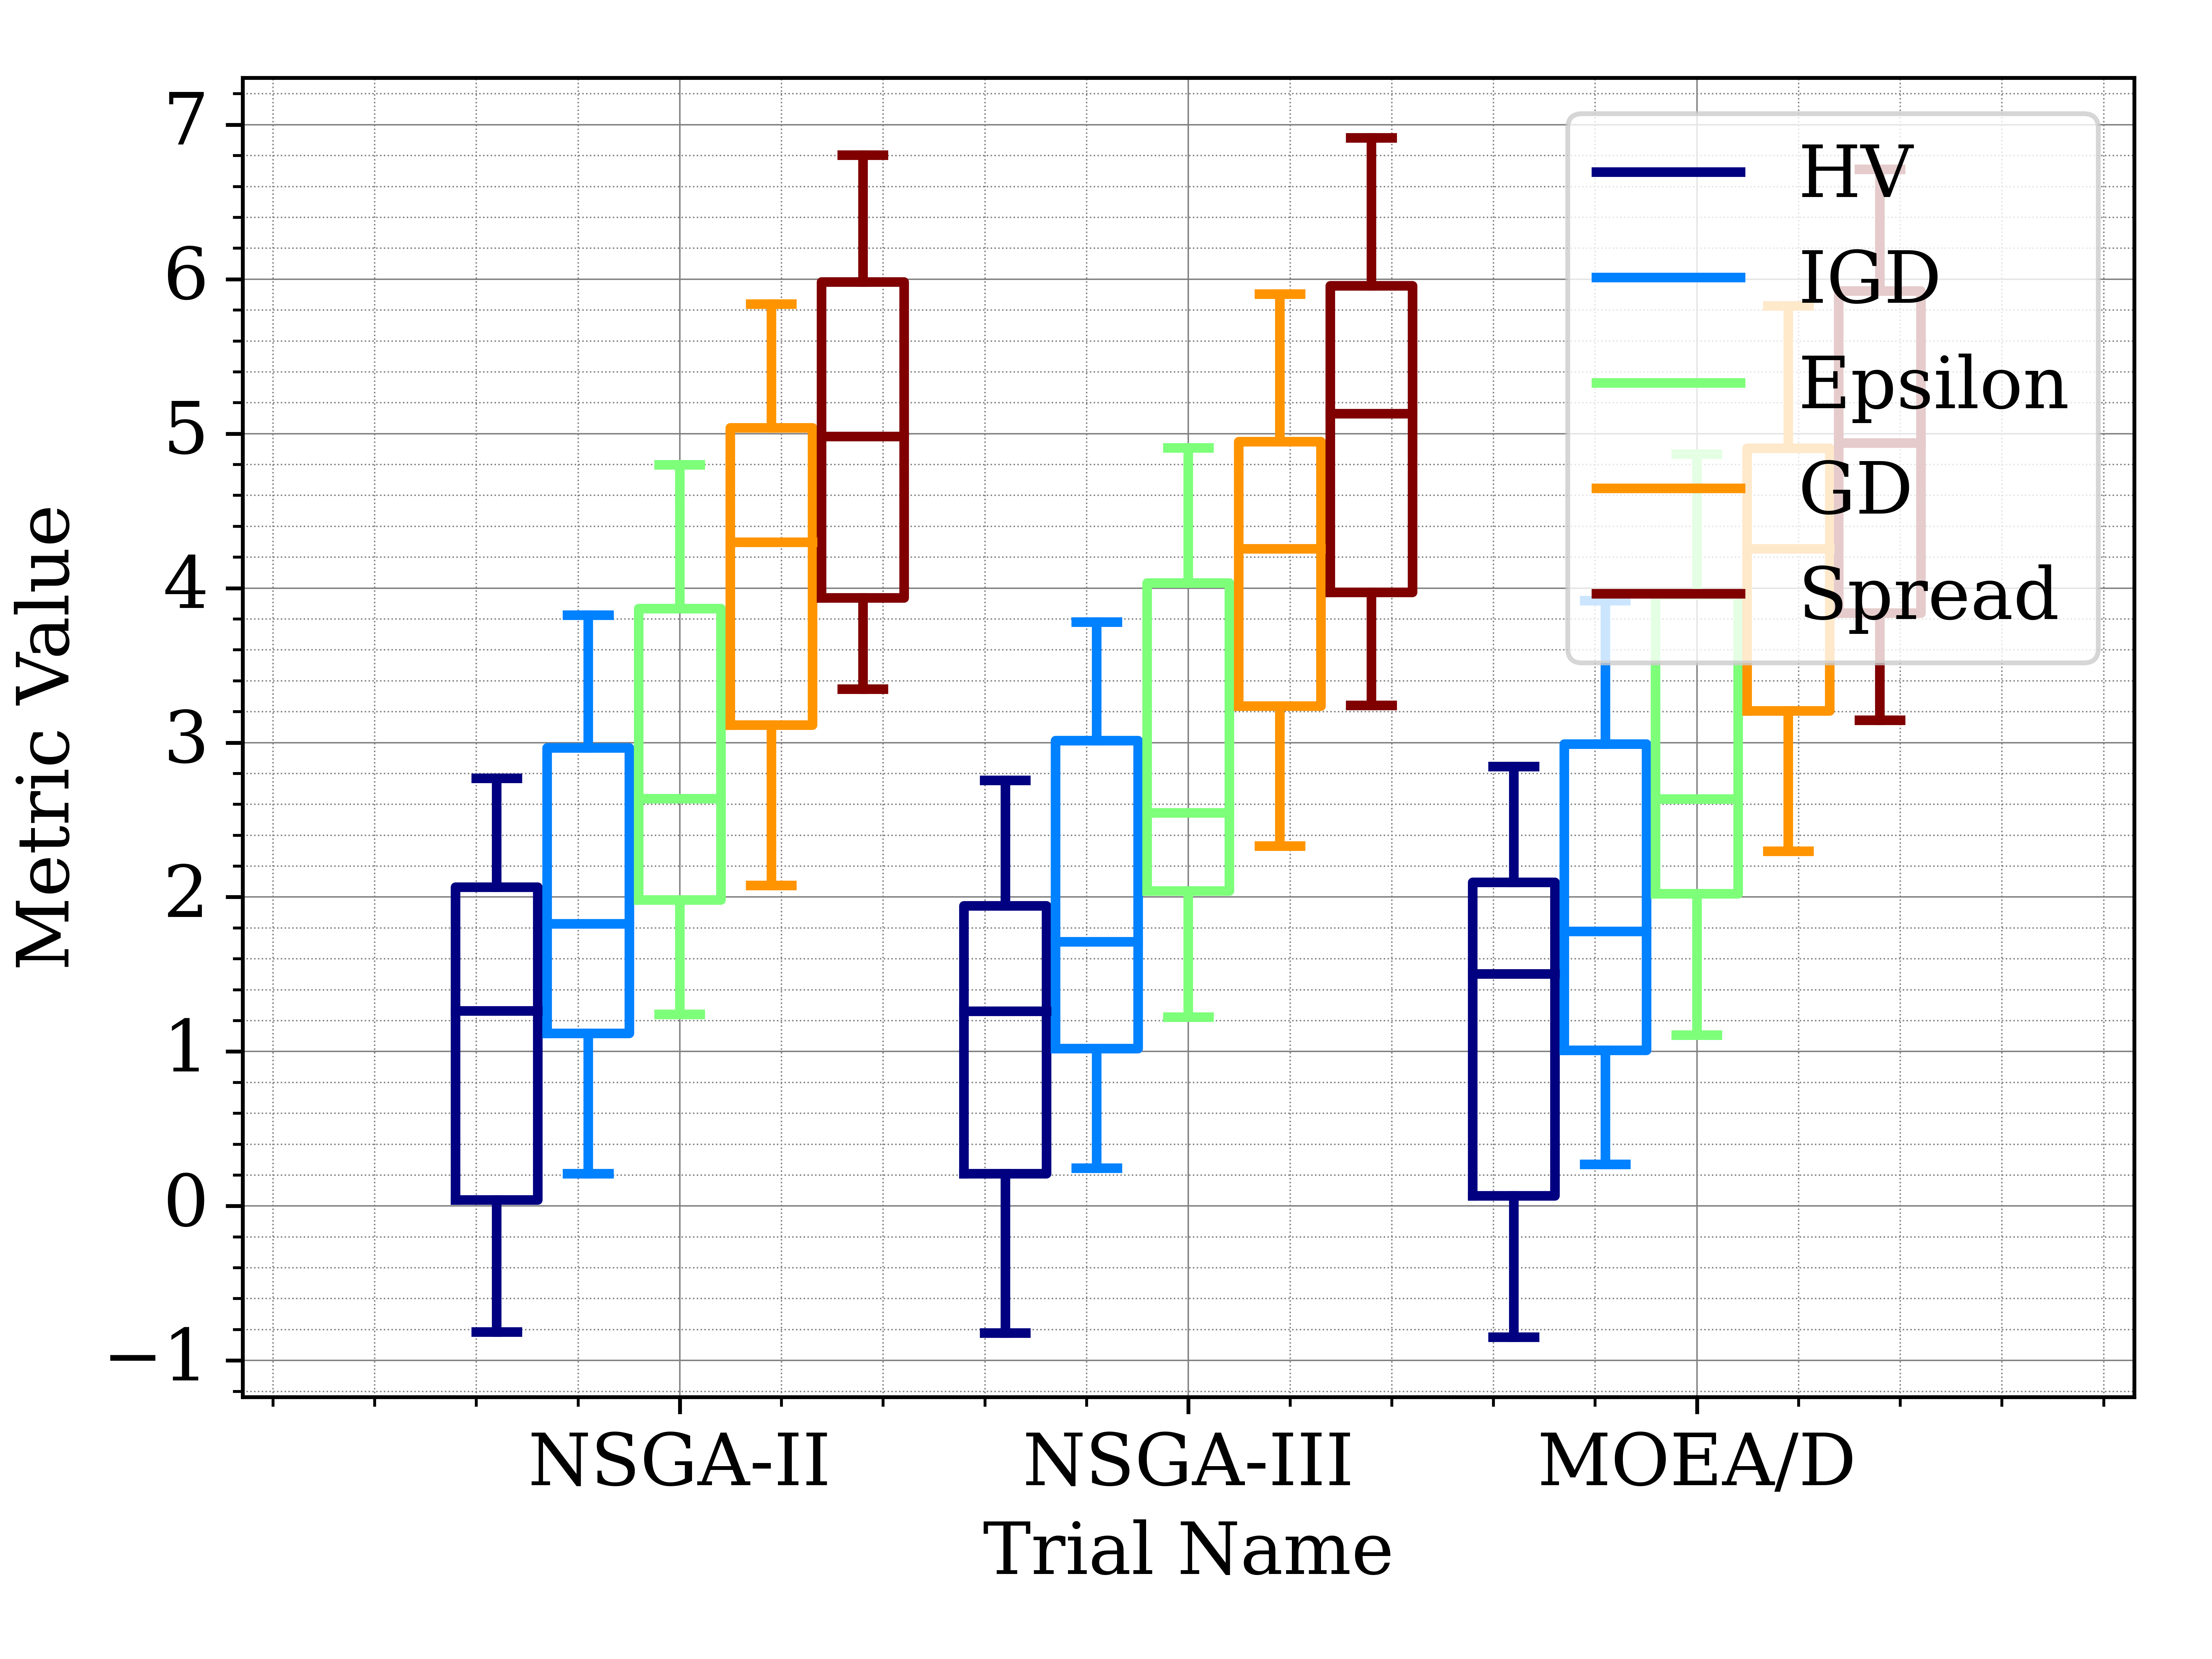 7
6
5
4
3
2
1
0
−1
Metric Value
HV
IGD
Epsilon
GD
Spread
NSGA-II NSGA-III MOEA/D
Trial Name